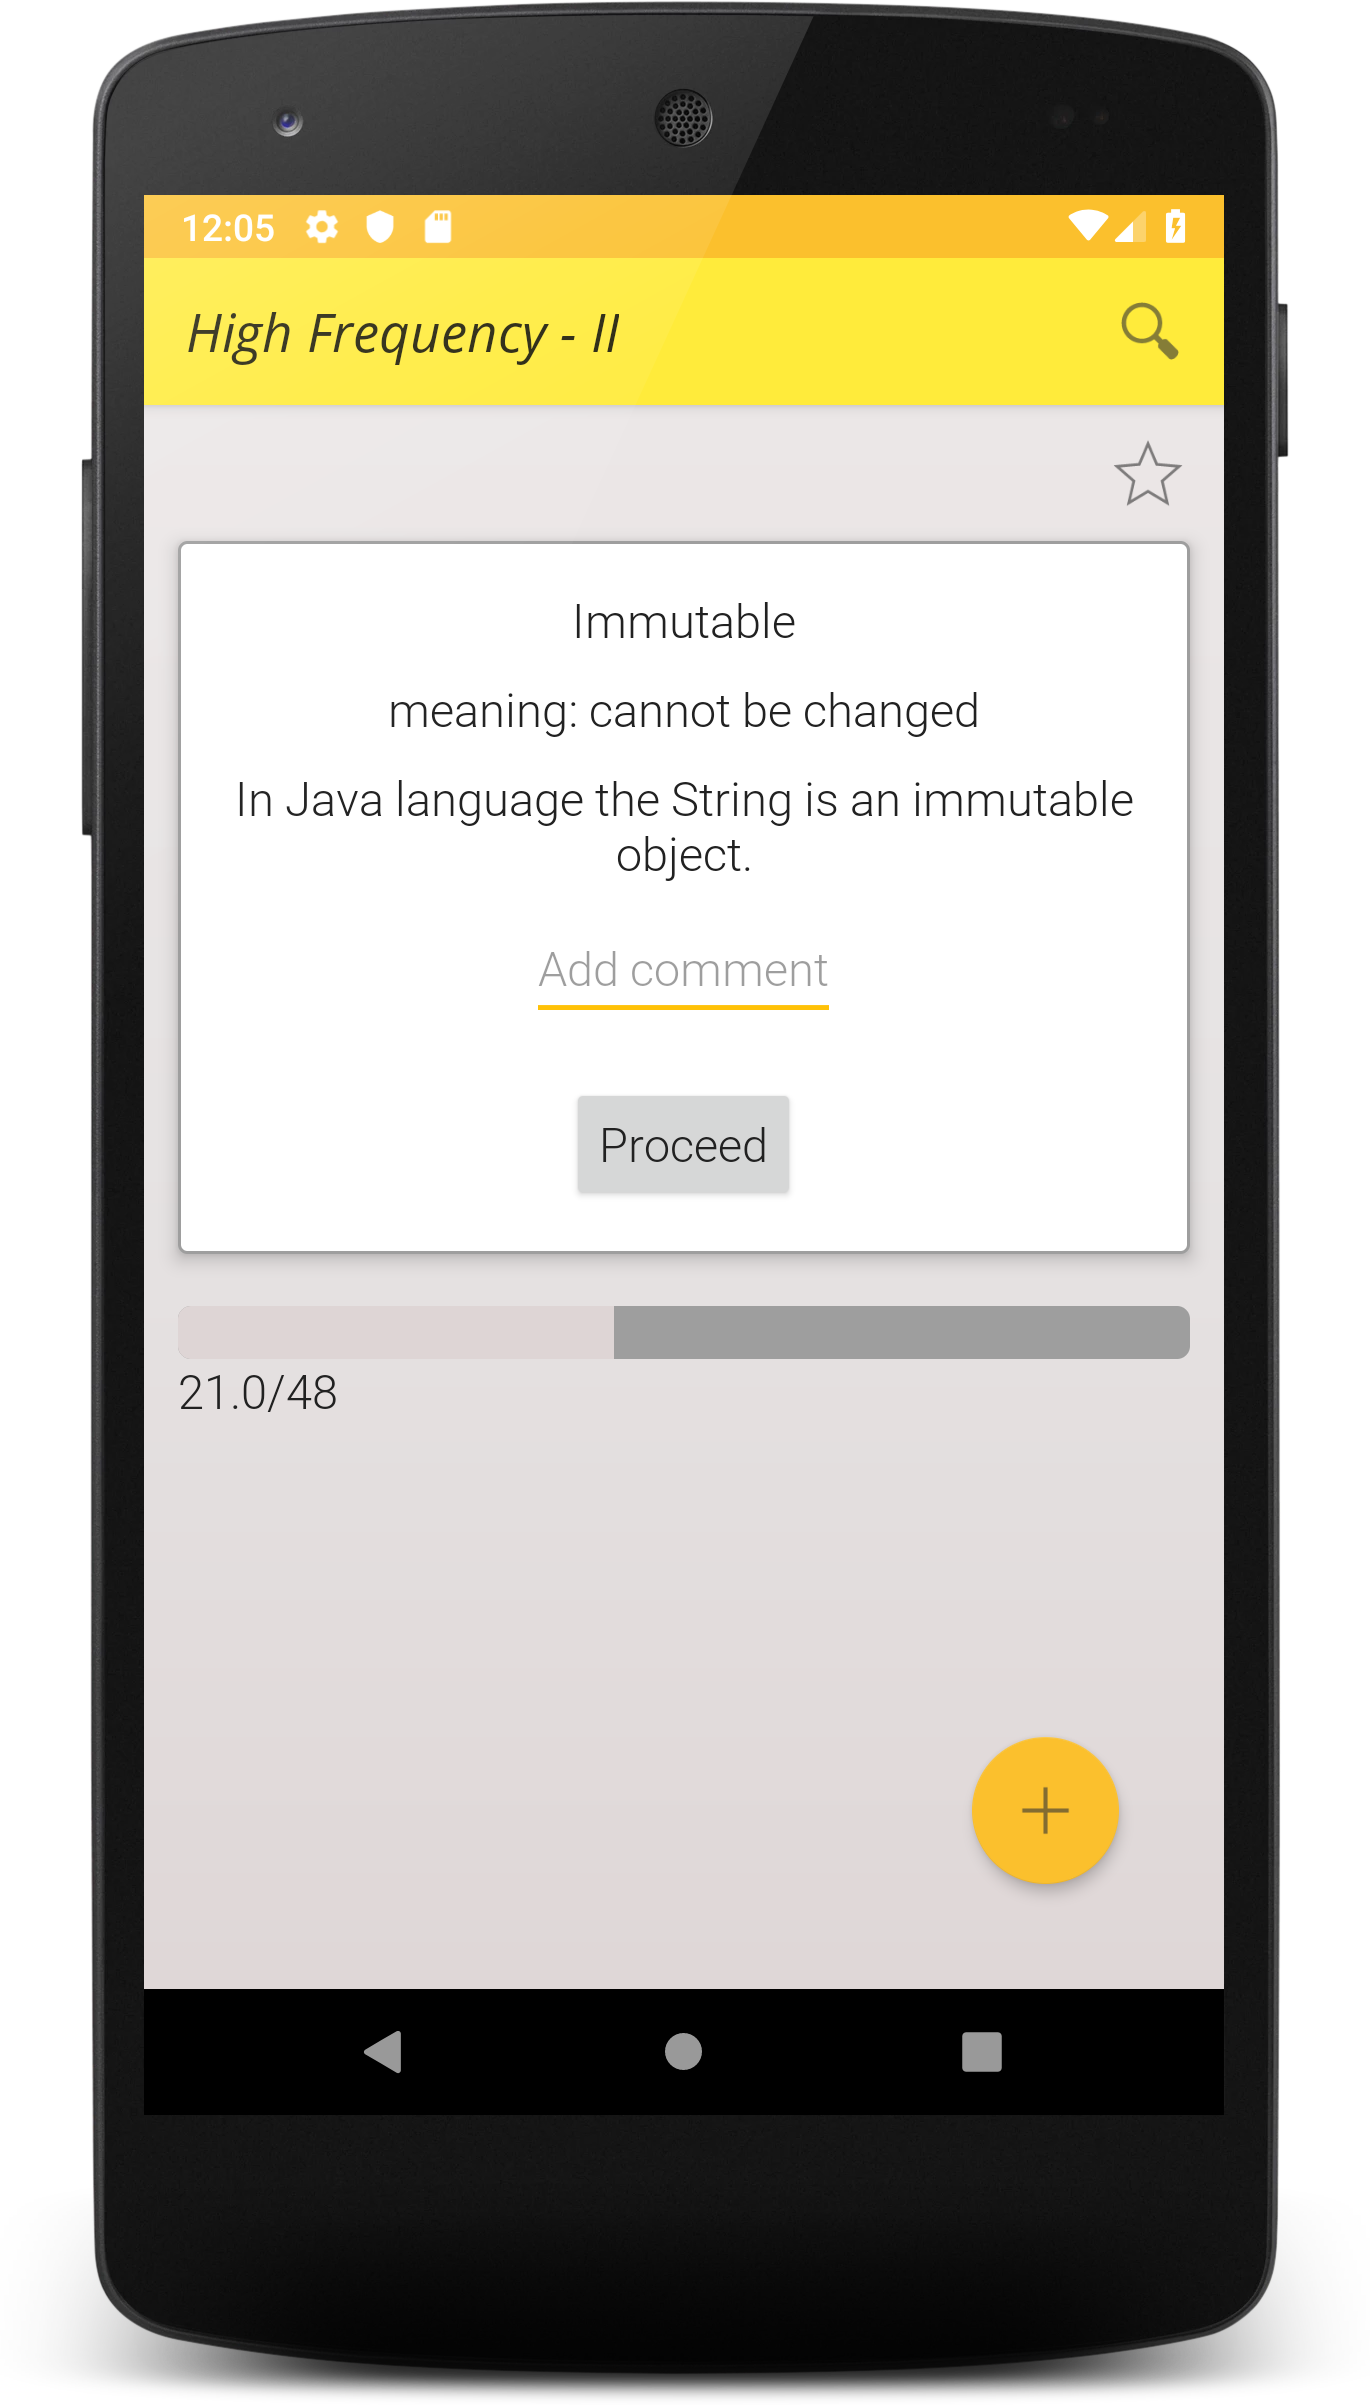 12:05
High Frequency - II
Immutable
meaning: cannot be changed
In Java language the String is an immutable
object.
Add comment
Proceed
21.0/48